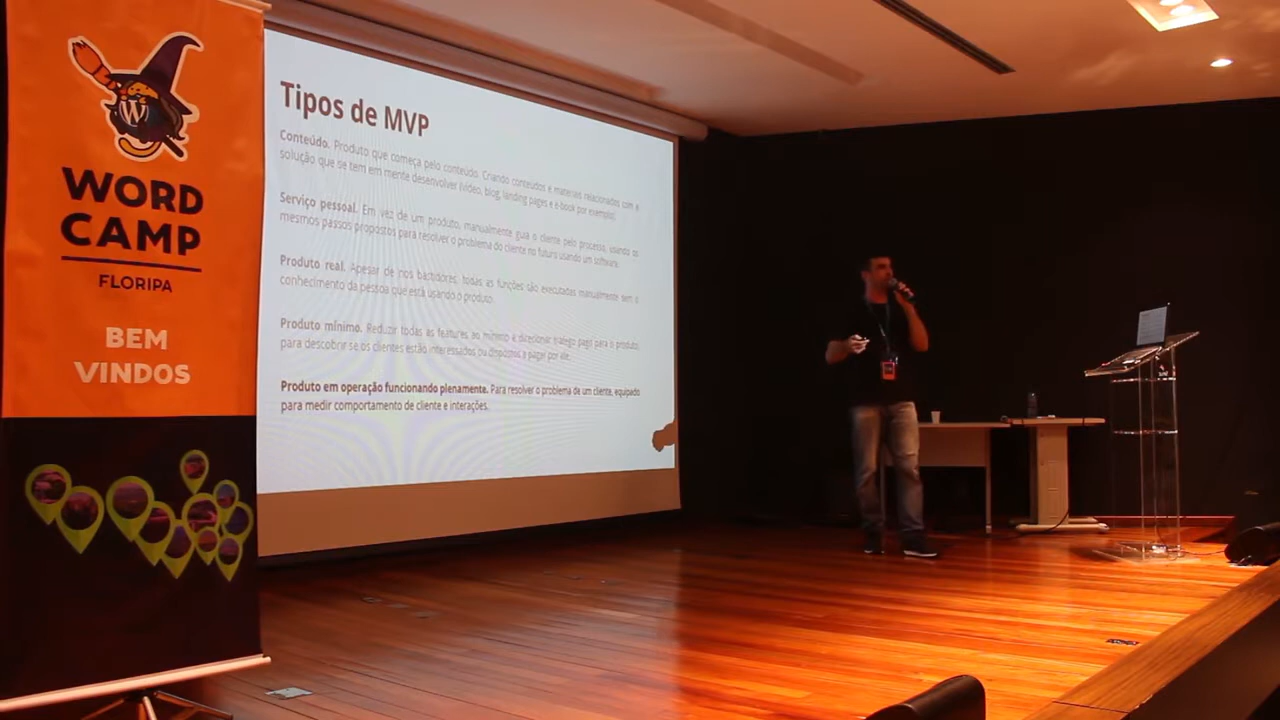 WORD
CAMP
FLORIPA
BEM
VINDOS
Tipos de MVP
Conteúdo. Produto que começa pelo conteúdo. Criando conteúdos e materiais relacionados com a
solução que se tem em mente desenvolver (vídeo, blog, landing pages e e-book por exemplo).
Serviço pessoal. Em vez de um produto, manualmente guia o cliente pelo processo, usando os
mesmos passos propostos para resolver o problema do cliente no futuro usando um software.
Produto real. Apesar de nos bastidores, todas as funções são executadas manualmente sem o
conhecimento da pessoa que está usando o produto.
Produto mínimo. Reduzir todas as features ao mínimo e direcionar tráfego pago para o produto
para descobrir se os clientes estão interessados ou dispostos a pagar por ele.
Produto em operação funcionando plenamente. Para resolver o problema de um cliente, equipado
para medir comportamento de cliente e interações.